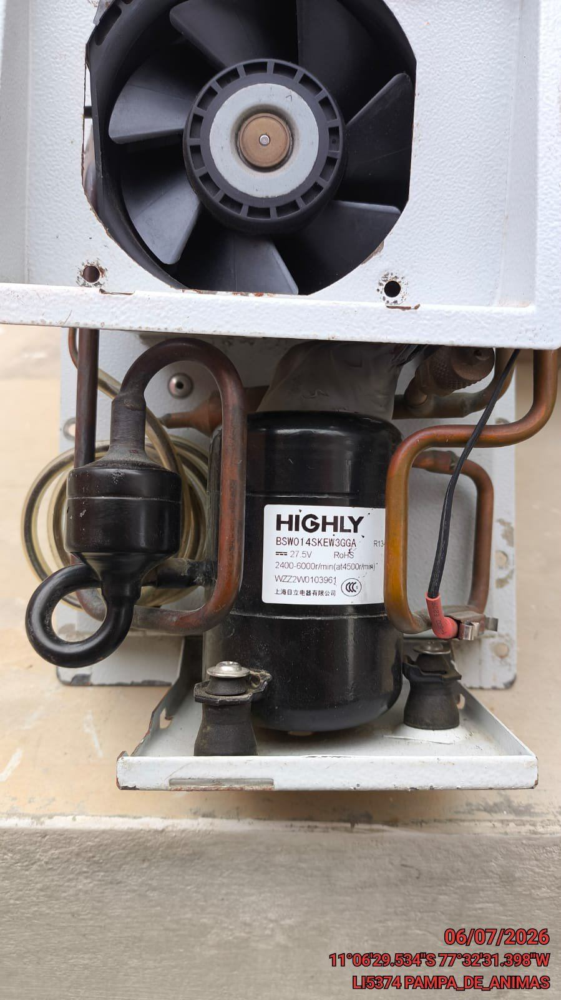 HIGHLY
BSW014SKEW3GGA R134
27.5V RoHS
2400-6000r/min(at4500r/min)
WZZ2W0103961
上海日立电器有限公司
06/07/2026
11°06'29.534"S 77°32'31.398"W
LI5374 PAMPA_DE_ANIMAS